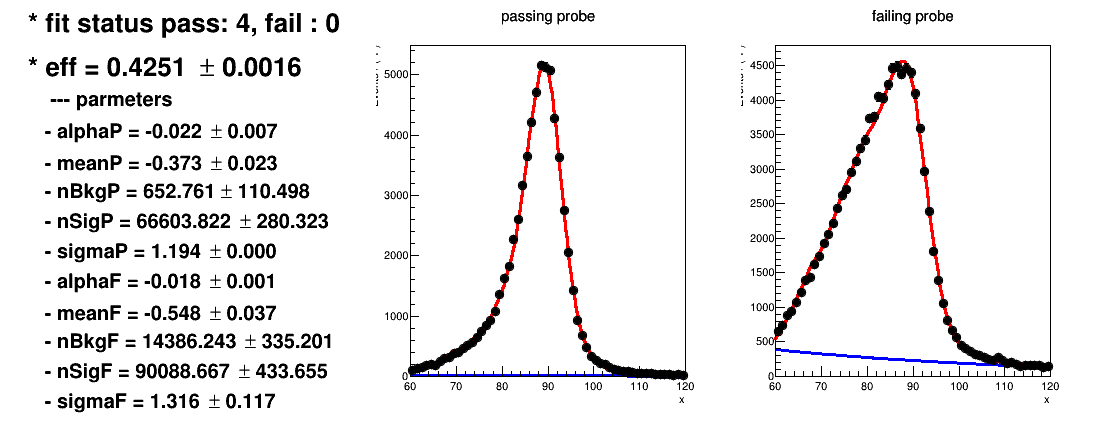 * fit status pass: 4, fail : 0
* eff = 0.4251 ± 0.0016
--- parmeters
- alphaP = -0.022 ± 0.007
- meanP = -0.373 ± 0.023
- nBkgP = 652.761 ± 110.498
- nSigP = 66603.822 ± 280.323
- sigmaP = 1.194 ± 0.000
- alphaF = -0.018 ± 0.001
- meanF = -0.548 ± 0.037
- nBkgF = 14386.243 ± 335.201
- nSigF = 90088.667 ± 433.655
- sigmaF = 1.316 ± 0.117
passing probe
5000
4000
3000
2000
1000
0
60 70 80 90 100 110 120
x
failing probe
4500
4000
3500
3000
2500
2000
1500
1000
500
0
60 70 80 90 100 110 120
x